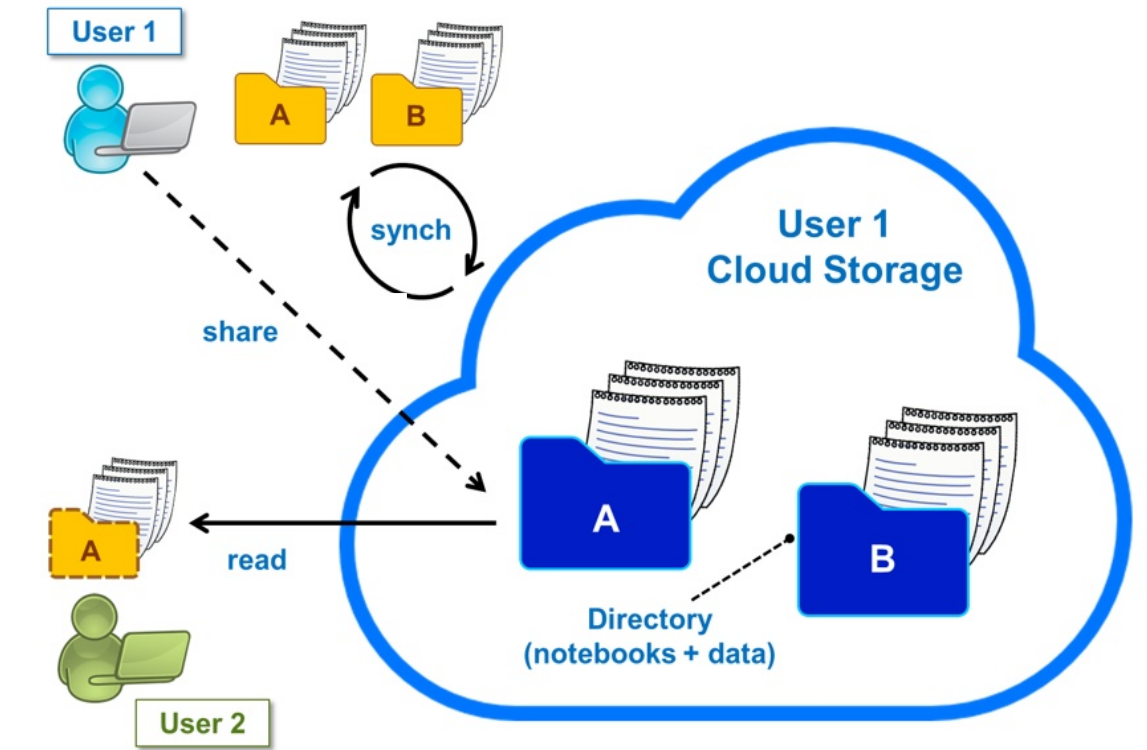 User 1
A
B
synch
User 1
Cloud Storage
share
A
B
A
read
Directory
(notebooks + data)
User 2